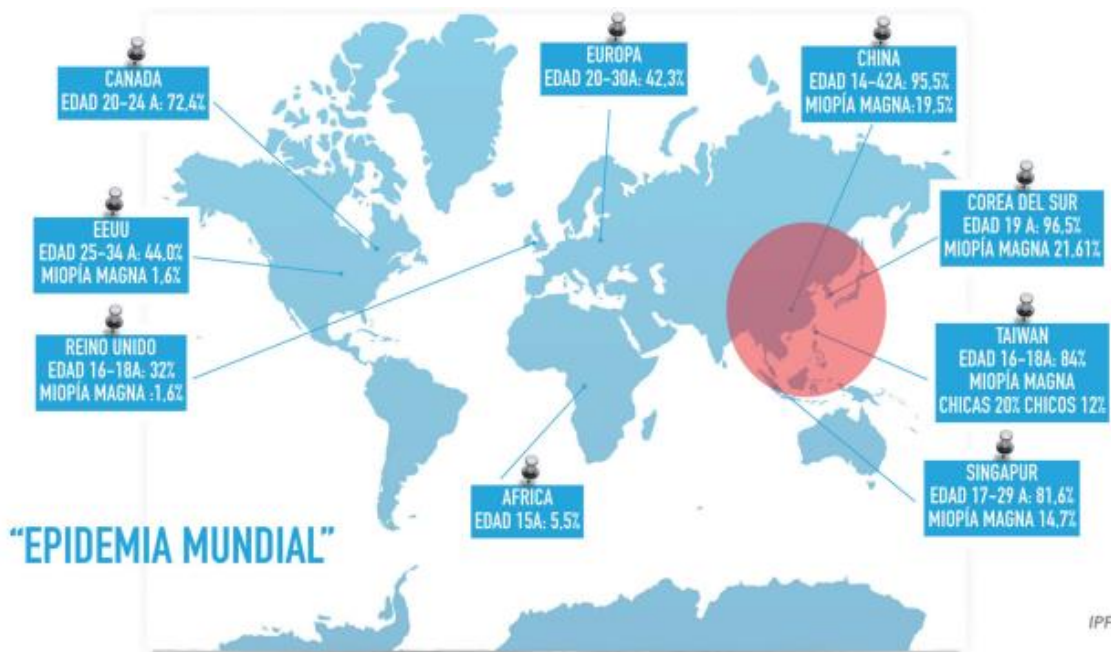 CANADA
EDAD 20-24 A: 72,4%
EUROPA
EDAD 20-30A: 42,3%
CHINA
EDAD 14-42A: 95,5%
MIOPÍA MAGNA:19,5%
EEUU
EDAD 25-34 A: 44,0%
MIOPÍA MAGNA 1,6%
COREA DEL SUR
EDAD 19 A: 96,5%
MIOPÍA MAGNA 21.61%
REINO UNIDO
EDAD 16-18A: 32%
MIOPÍA MAGNA :1,6%
TAIWAN
EDAD 16-18A: 84%
MIOPÍA MAGNA
CHICAS 20% CHICOS 12%
AFRICA
EDAD 15A: 5,5%
SINGAPUR
EDAD 17-29 A: 81,6%
MIOPÍA MAGNA 14,7%
“EPIDEMIA MUNDIAL”